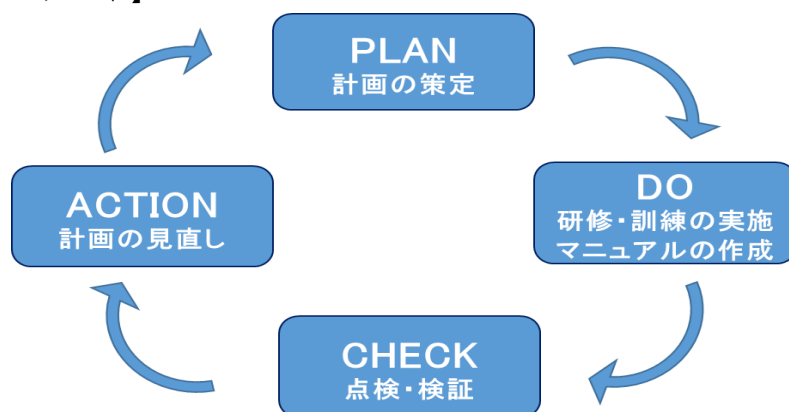 PLAN
計画の策定
DO
研修・訓練の実施
マニュアルの作成
CHECK
点検・検証
ACTION
計画の見直し